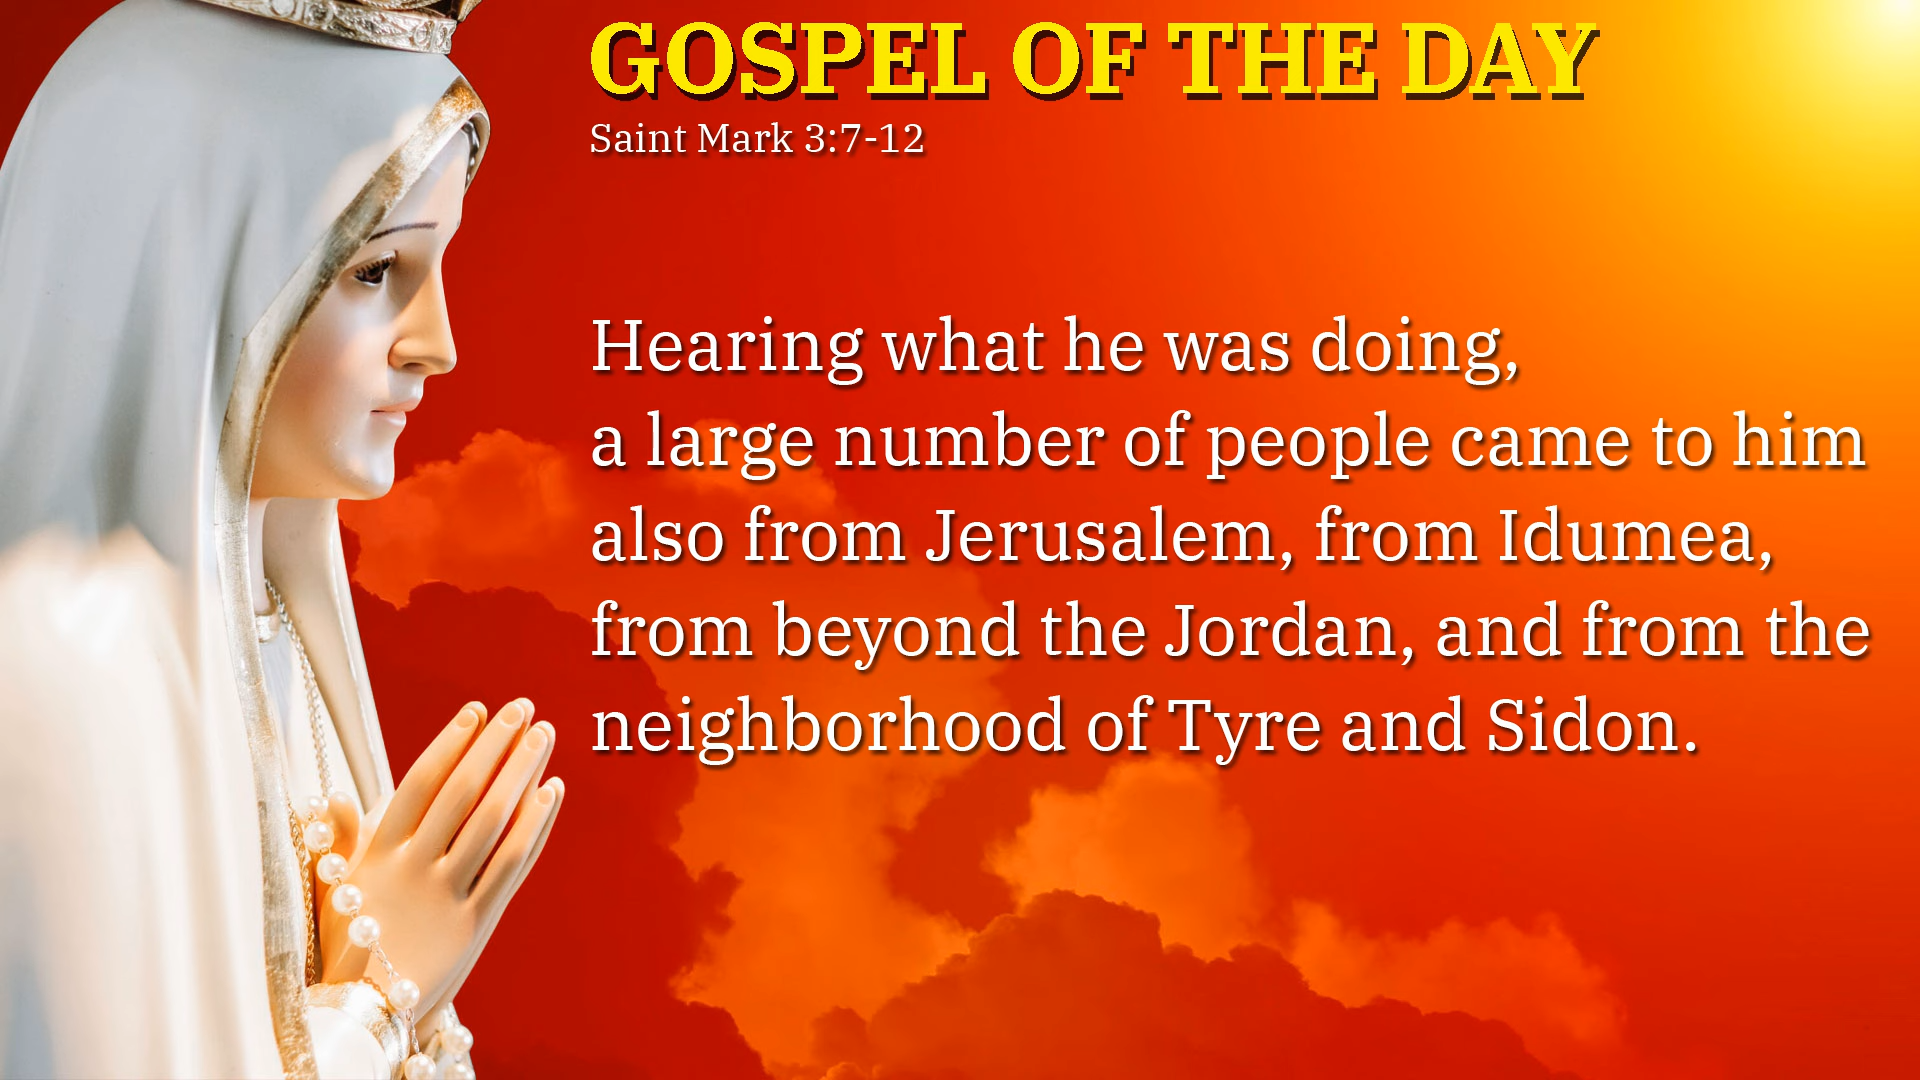 GOSPEL OF THE DAY
Saint Mark 3:7-12
Hearing what he was doing,
a large number of people came to him
also from Jerusalem, from Idumea,
from beyond the Jordan, and from the
neighborhood of Tyre and Sidon.